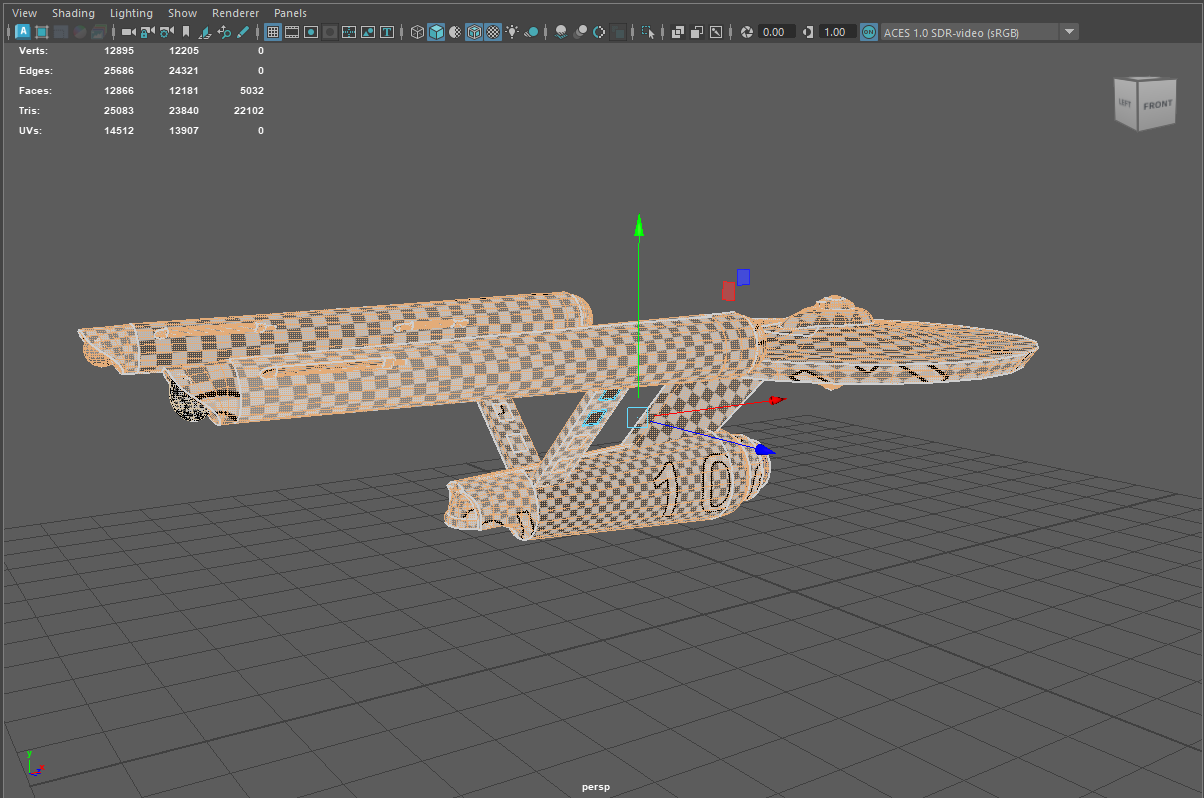 View Shading Lighting Show Renderer Panels
A 0.00 1.00 ON ACES 1.0 SDR-video (sRGB)
Verts: 12895 12205 0
Edges: 25686 24321 0
Faces: 12866 12181 5032
Tris: 25083 23840 22102
UVs: 14512 13907 0
LEFT FRONT
10
y
persp